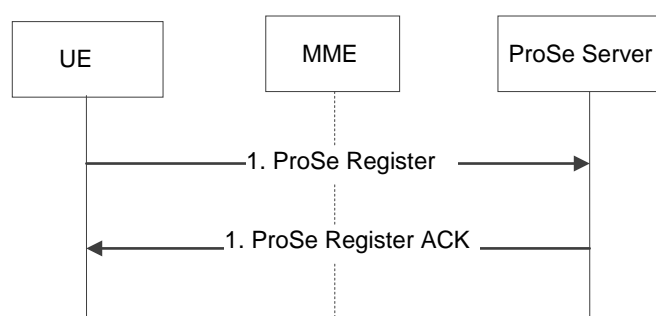 UE
MME
ProSe Server
1. ProSe Register
1. ProSe Register ACK